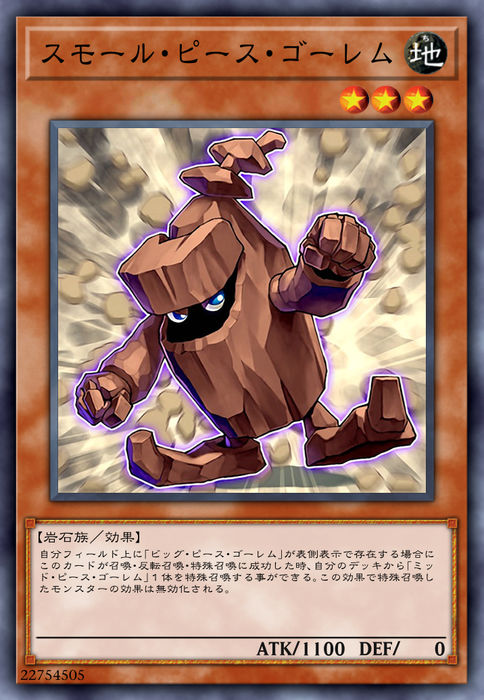 スモール・ピース・ゴーレム
地
【岩石族／効果】
自分フィールド上に「ビッグ・ピース・ゴーレム」が表側表示で存在する場合に
このカードが召喚・反転召喚・特殊召喚に成功した時、自分のデッキから「ミッ
ド・ピース・ゴーレム」１体を特殊召喚する事ができる。この効果で特殊召喚し
たモンスターの効果は無効化される。
ATK/1100 DEF/ 0
22754505